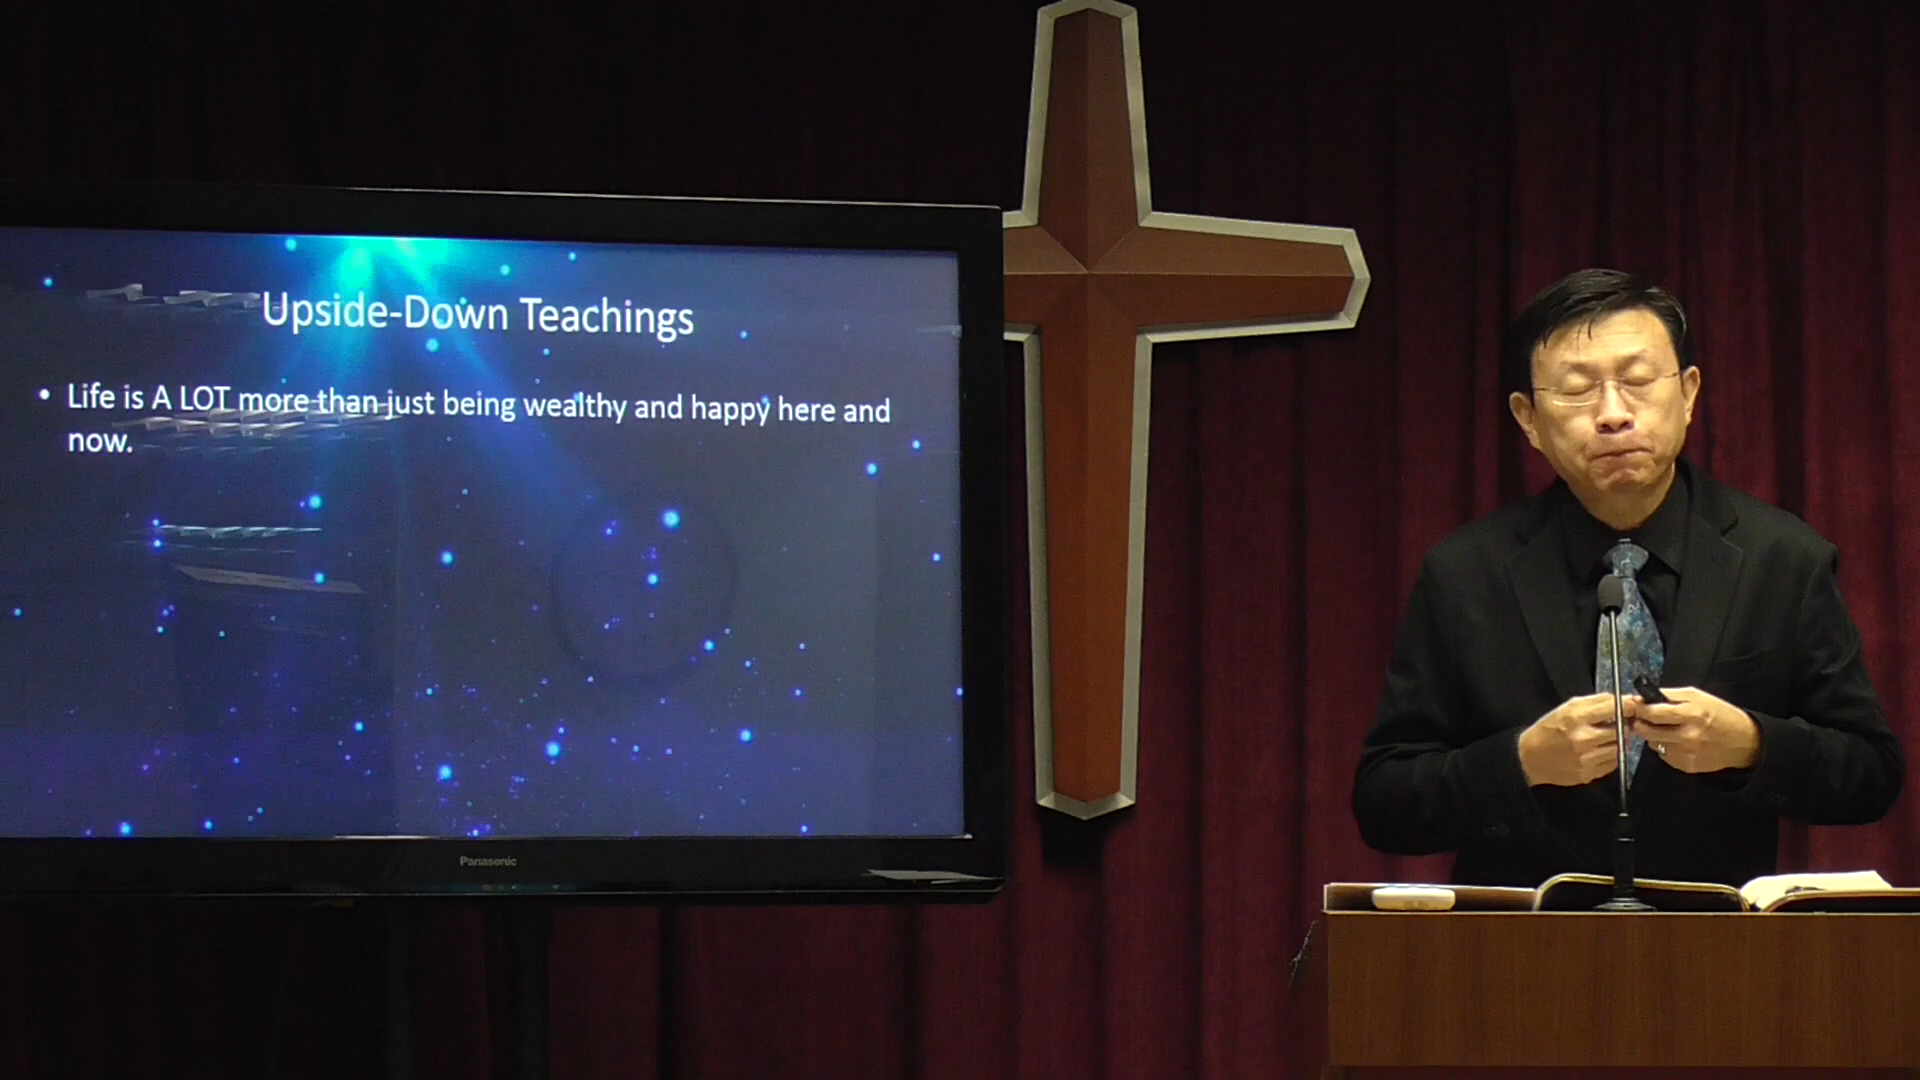 Upside-Down Teachings
• Life is A LOT more than just being wealthy and happy here and
now.
Panasonic